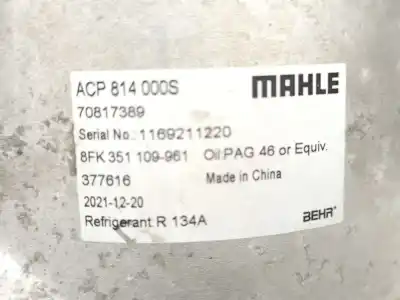 ACP 814 000S MAHLE
70817389
Serial No.: 1169211220
8FK 351 109-961 Oil:PAG 46 or Equiv.
377616 Made in China
2021-12-20
Refrigerant R 134A BEHR